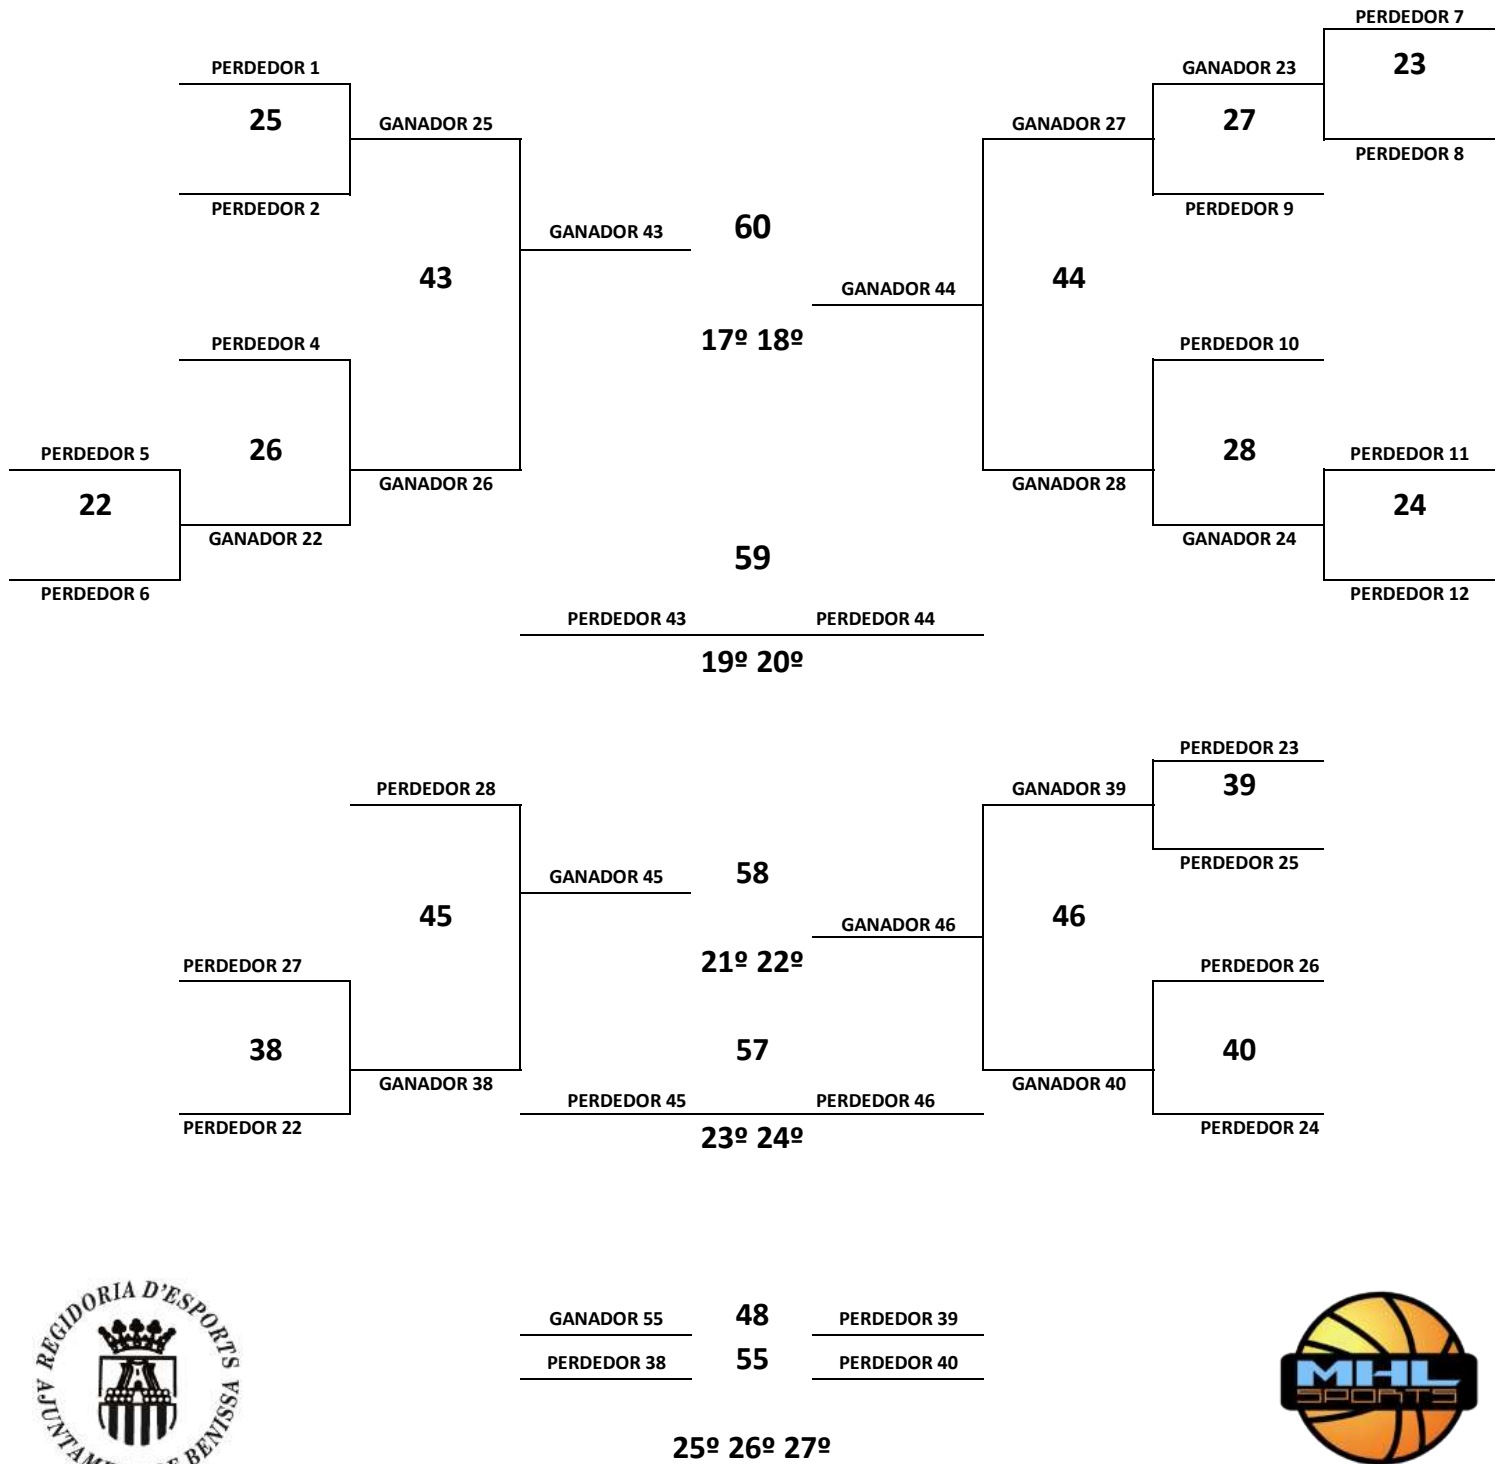 PERDEDOR 7
PERDEDOR 1
GANADOR 23
23
25
GANADOR 25
GANADOR 27
27
PERDEDOR 8
PERDEDOR 2
PERDEDOR 9
GANADOR 43
60
43
44
GANADOR 44
17º 18º
PERDEDOR 4
PERDEDOR 10
PERDEDOR 5
26
28
PERDEDOR 11
22
GANADOR 26
GANADOR 28
24
GANADOR 22
GANADOR 24
59
PERDEDOR 6
PERDEDOR 12
PERDEDOR 43
PERDEDOR 44
19º 20º
PERDEDOR 23
PERDEDOR 28
GANADOR 39
39
PERDEDOR 25
GANADOR 45
58
45
46
GANADOR 46
PERDEDOR 27
21º 22º
PERDEDOR 26
38
57
40
GANADOR 38
GANADOR 40
PERDEDOR 45
PERDEDOR 46
PERDEDOR 22
23º 24º
PERDEDOR 24
GANADOR 55
48
PERDEDOR 39
PERDEDOR 38
55
PERDEDOR 40
25º 26º 27º
REGIDORIA D'ESPORTS
BENISSA
MHL
SPORTS